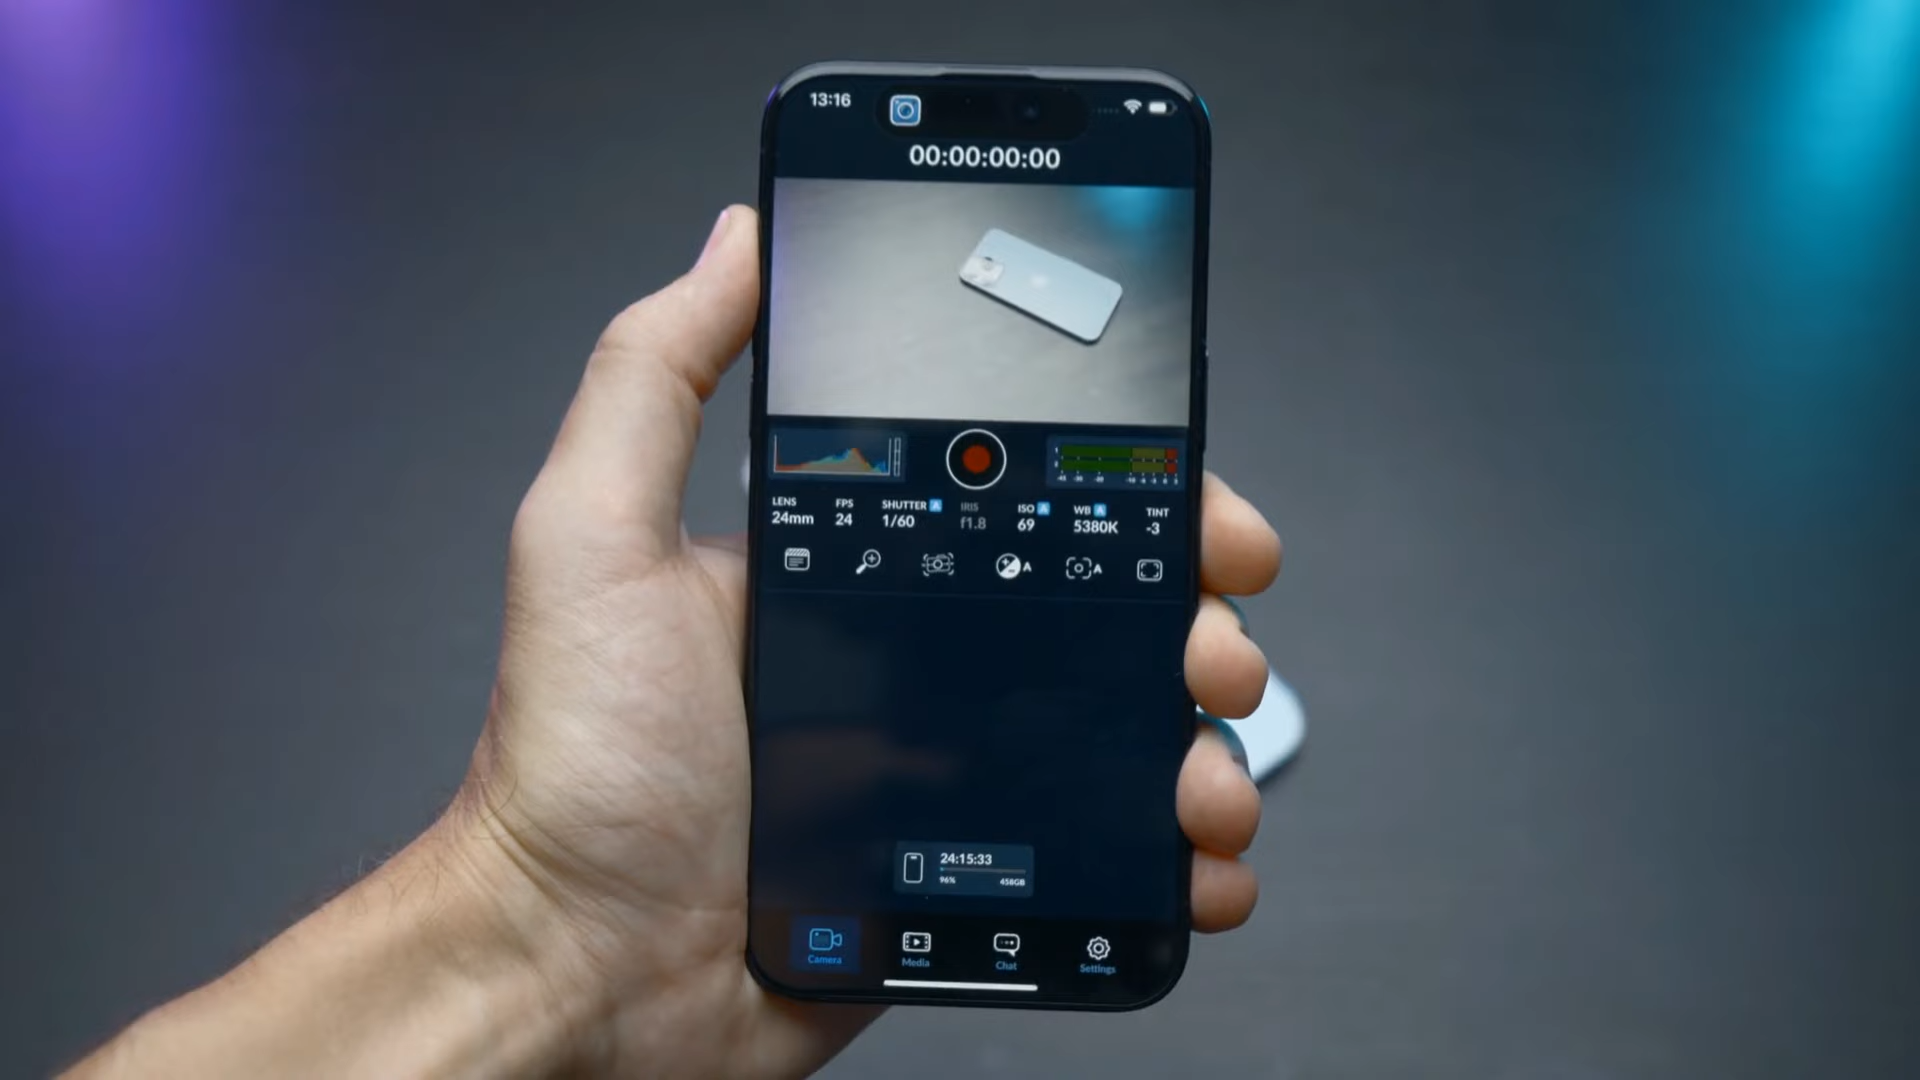 13:16
00:00:00:00
LENS FPS SHUTTER A IRIS ISO A WB A TINT
24mm 24 1/60 f1.8 69 5380K -3
A A
24:15:33
96% 458GB
Camera Media Chat Settings